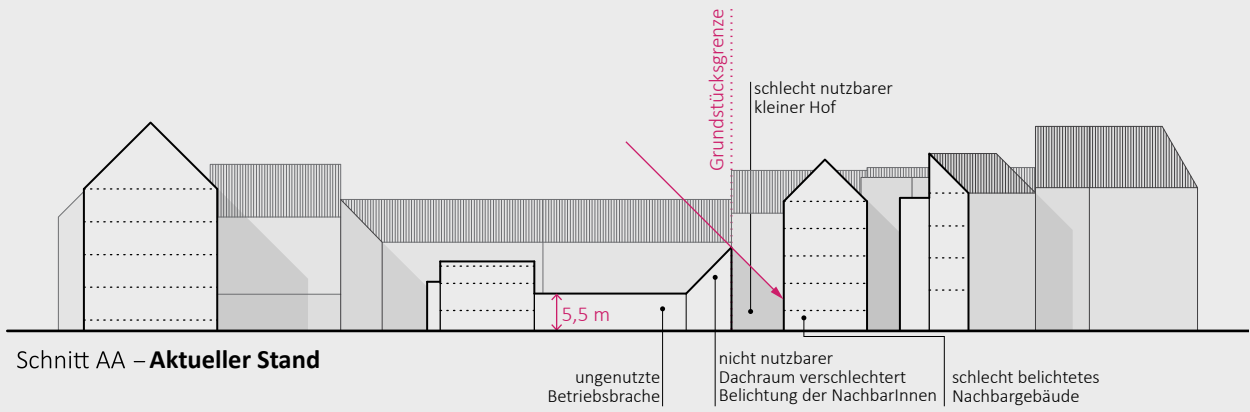 Grundstücksgrenze
schlecht nutzbarer
kleiner Hof
5,5 m
Schnitt AA – Aktueller Stand
ungenutzte
Betriebsbrache
nicht nutzbarer
Dachraum verschlechtert
Belichtung der NachbarInnen
schlecht belichtetes
Nachbargebäude